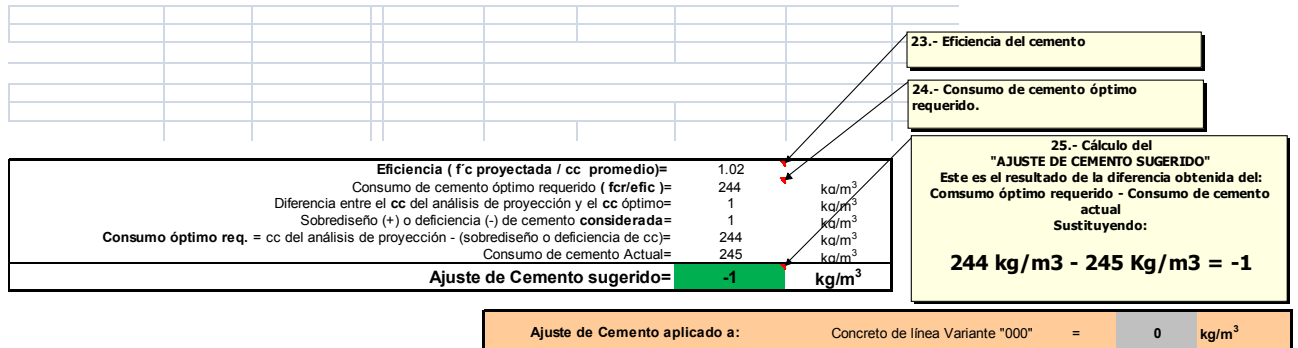 23.- Eficiencia del cemento
24.- Consumo de cemento óptimo
requerido.
25.- Cálculo del
"AJUSTE DE CEMENTO SUGERIDO"
Este es el resultado de la diferencia obtenida del:
Comsumo óptimo requerido - Consumo de cemento
actual
Sustituyendo:
244 kg/m3 - 245 Kg/m3 = -1
Eficiencia ( f´c proyectada / cc promedio)= 1.02
Consumo de cemento óptimo requerido ( fcr/efic )= 244 kg/m³
Diferencia entre el cc del análisis de proyección y el cc óptimo= 1 kg/m³
Sobrediseño (+) o deficiencia (-) de cemento considerada= 1 kg/m³
Consumo óptimo req. = cc del análisis de proyección - (sobrediseño o deficiencia de cc)= 244 kg/m³
Consumo de cemento Actual= 245 kg/m³
Ajuste de Cemento sugerido= -1 kg/m³
Ajuste de Cemento aplicado a: Concreto de línea Variante "000" = 0 kg/m³